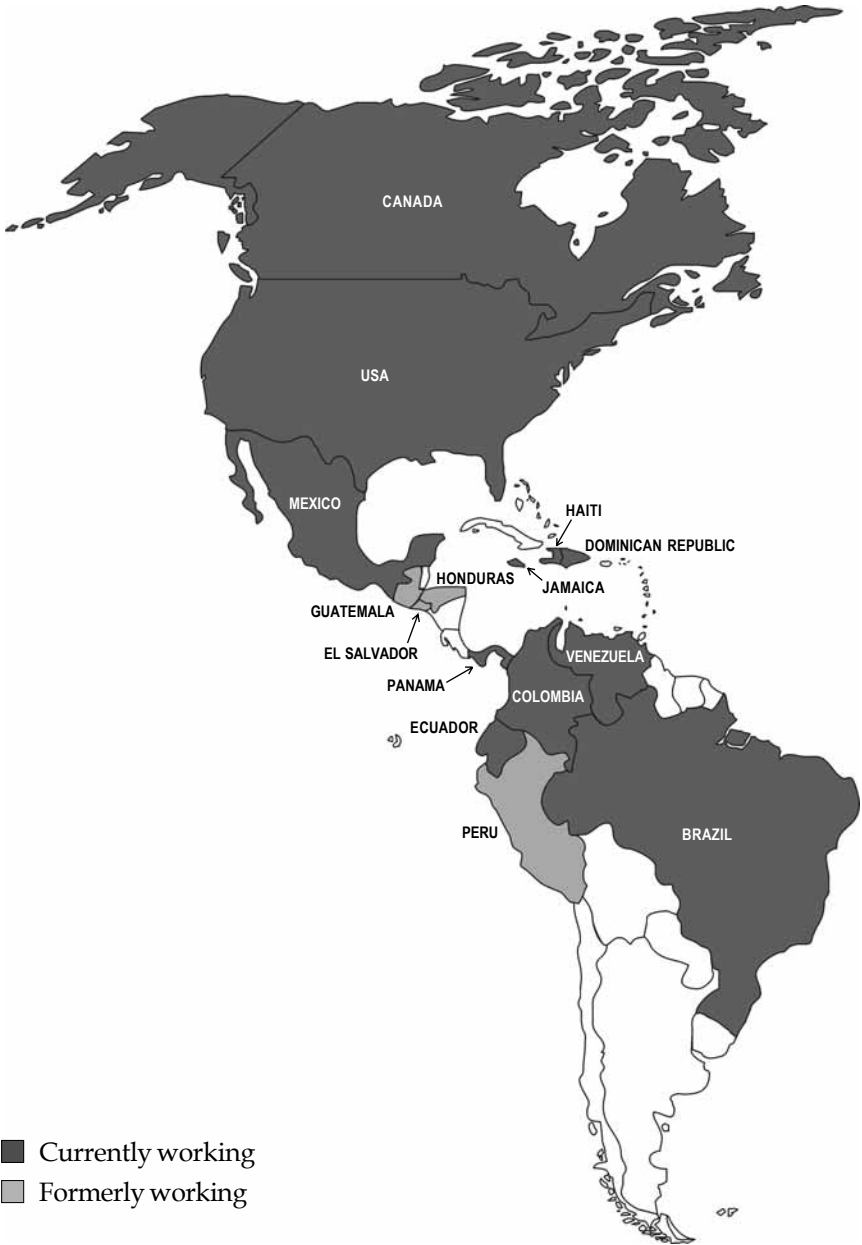 CANADA
USA
MEXICO
HAITI
DOMINICAN REPUBLIC
HONDURAS
JAMAICA
GUATEMALA
EL SALVADOR
VENEZUELA
PANAMA
COLOMBIA
ECUADOR
PERU
BRAZIL
Currently working
Formerly working